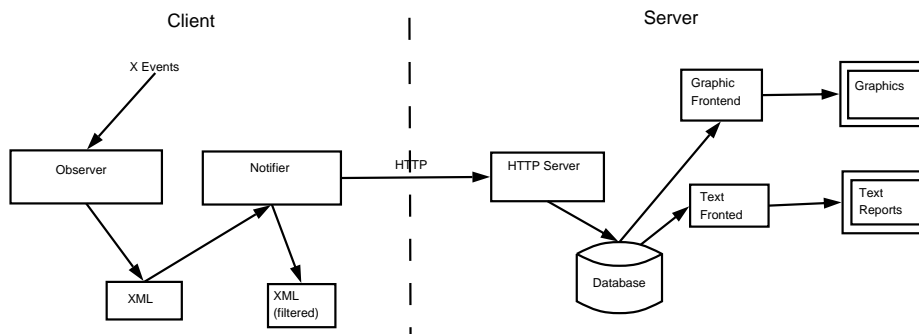 Client
Server
X Events
Graphic
Frontend
Graphics
Observer
Notifier
HTTP
HTTP Server
Text
Fronted
Text
Reports
XML
XML
(filtered)
Database